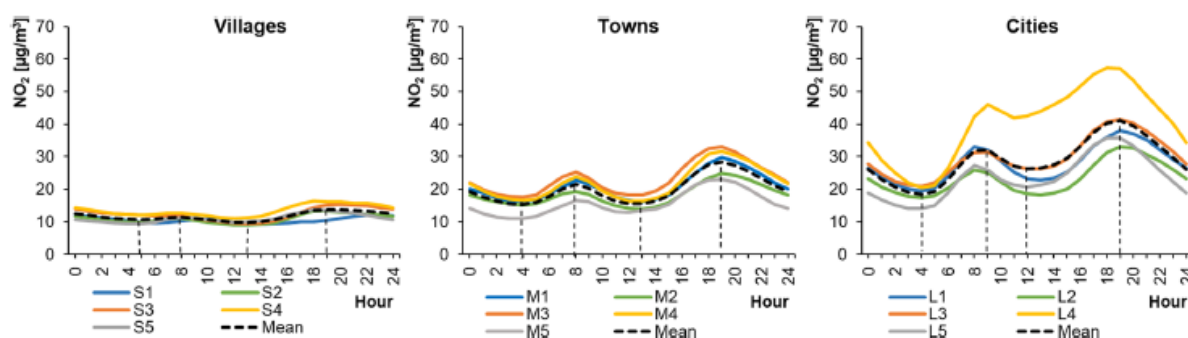 Villages
NO₂ [µg/m³]
70
60
50
40
30
20
10
0
0 2 4 6 8 10 12 14 16 18 20 22 24
Hour
S1 S2
S3 S4
S5 Mean
Towns
NO₂ [µg/m³]
70
60
50
40
30
20
10
0
0 2 4 6 8 10 12 14 16 18 20 22 24
Hour
M1 M2
M3 M4
M5 Mean
Cities
NO₂ [µg/m³]
70
60
50
40
30
20
10
0
0 2 4 6 8 10 12 14 16 18 20 22 24
Hour
L1 L2
L3 L4
L5 Mean